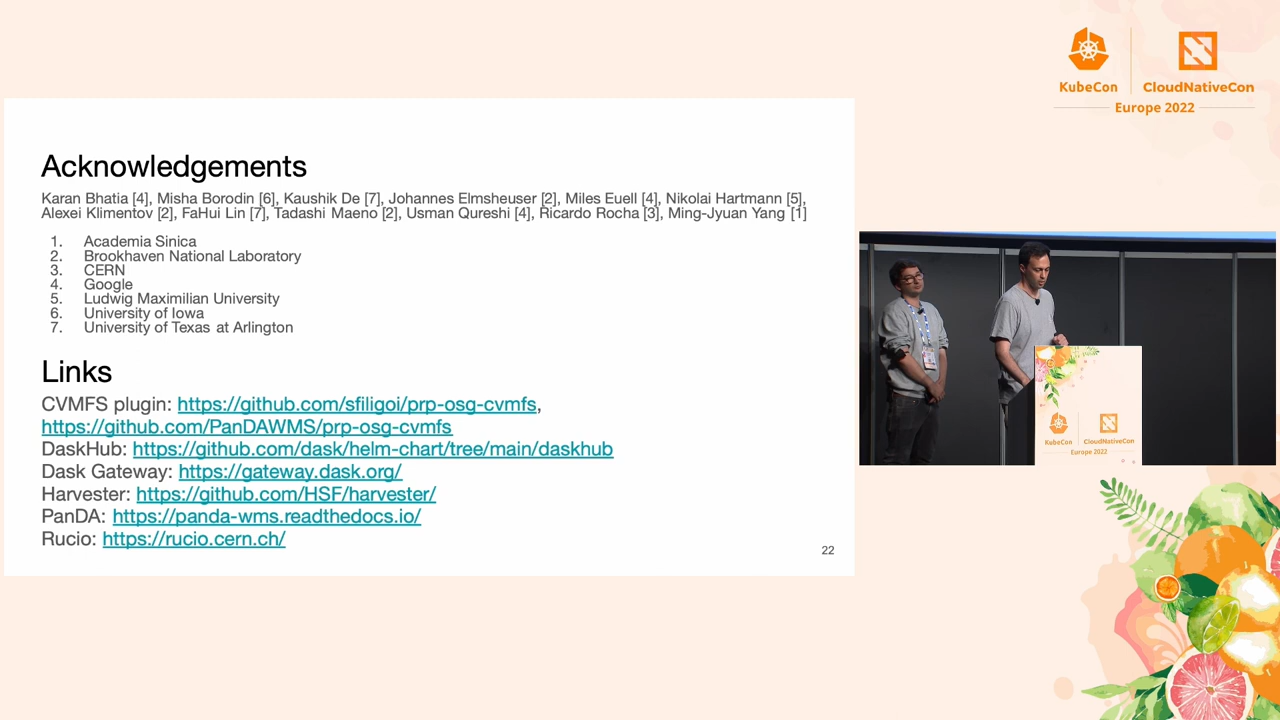 KubeCon
CloudNativeCon
Europe 2022
Acknowledgements
Karan Bhatia [4], Misha Borodin [6], Kaushik De [7], Johannes Elmsheuser [2], Miles Euell [4], Nikolai Hartmann [5],
Alexei Klimentov [2], FaHui Lin [7], Tadashi Maeno [2], Usman Qureshi [4], Ricardo Rocha [3], Ming-Jyuan Yang [1]
1. Academia Sinica
2. Brookhaven National Laboratory
3. CERN
4. Google
5. Ludwig Maximilian University
6. University of Iowa
7. University of Texas at Arlington
Links
CVMFS plugin: https://github.com/sfiligoi/prp-osg-cvmfs,
https://github.com/PanDAWMS/prp-osg-cvmfs
DaskHub: https://github.com/dask/helm-chart/tree/main/daskhub
Dask Gateway: https://gateway.dask.org/
Harvester: https://github.com/HSF/harvester/
PanDA: https://panda-wms.readthedocs.io/
Rucio: https://rucio.cern.ch/
22
KubeCon
CloudNativeCon
Europe 2022